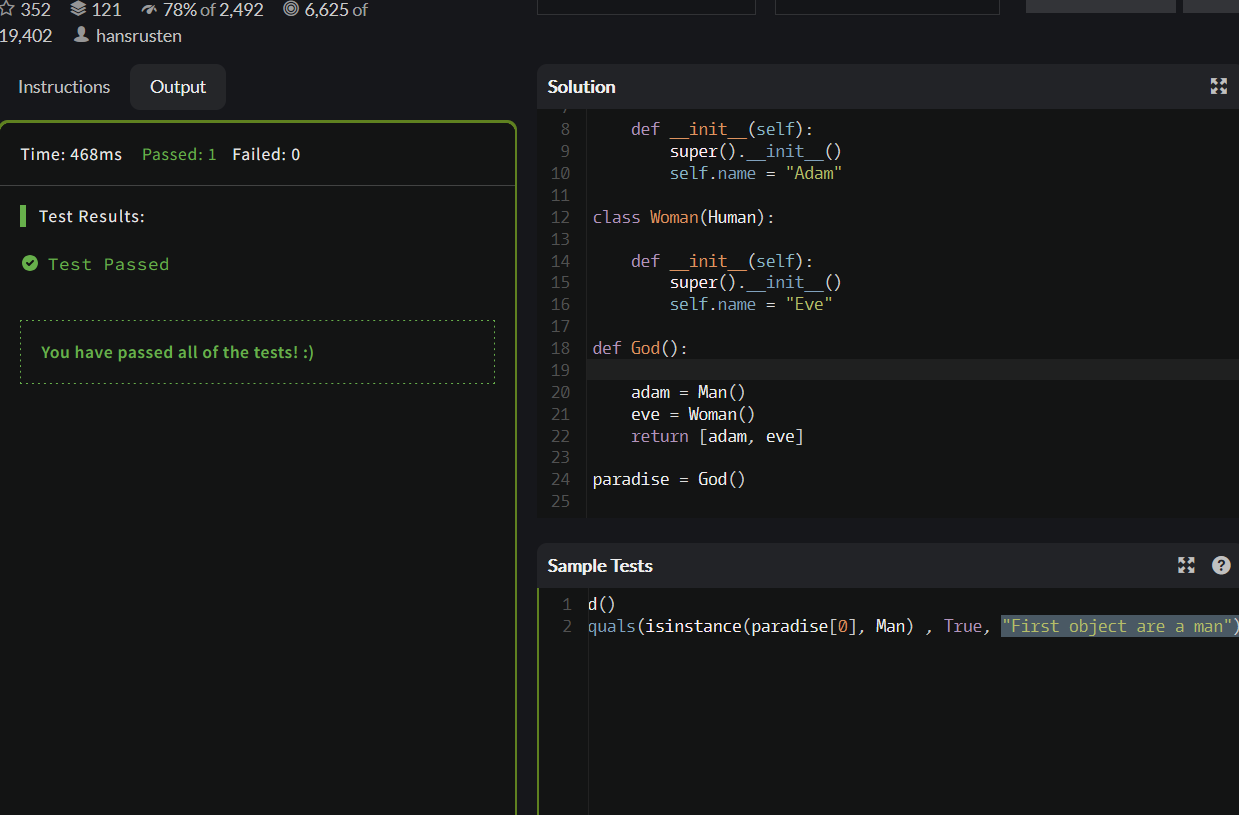 352 121 78% of 2,492 6,625 of
19,402 hansrusten
Instructions Output
Time: 468ms Passed: 1 Failed: 0
Test Results:
Test Passed
You have passed all of the tests! :)
Solution
8     def __init__(self):
9         super().__init__()
10         self.name = "Adam"
11
12 class Woman(Human):
13
14     def __init__(self):
15         super().__init__()
16         self.name = "Eve"
17
18 def God():
19
20     adam = Man()
21     eve = Woman()
22     return [adam, eve]
23
24 paradise = God()
25
Sample Tests
?
1 d()
2 quals(isinstance(paradise[0], Man) , True, "First object are a man")